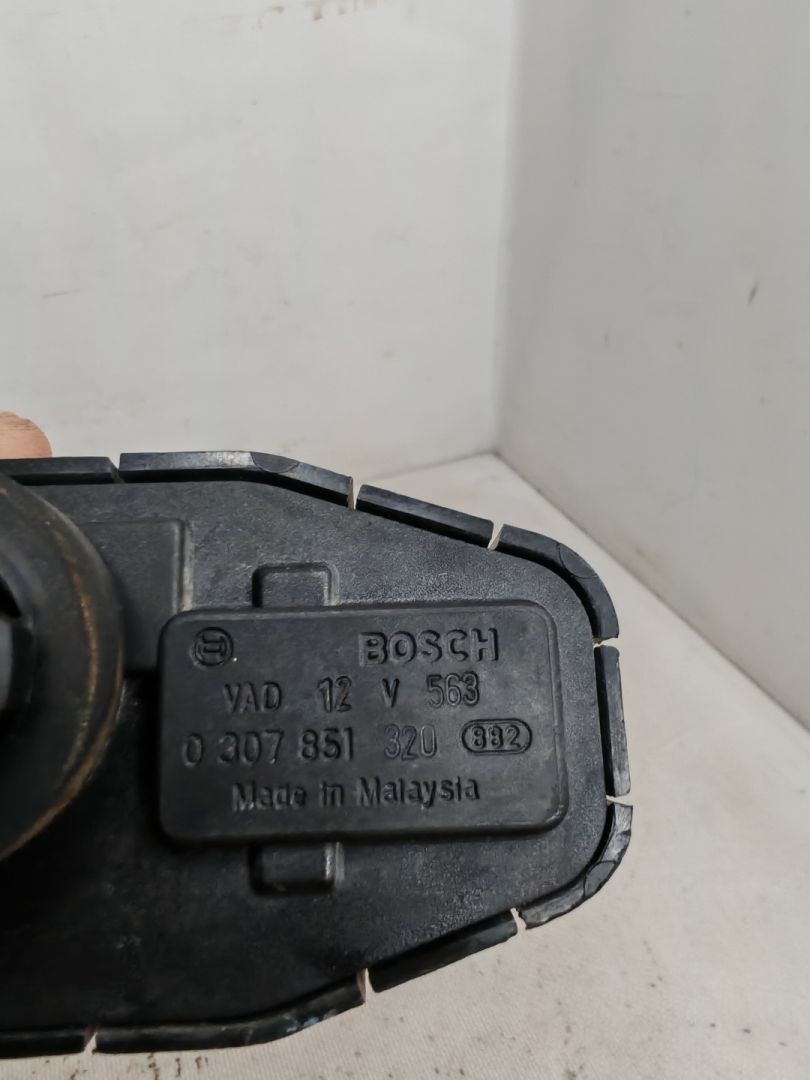 BOSCH
VAD 12 V 563
0 307 851 320 882
Made in Malaysia